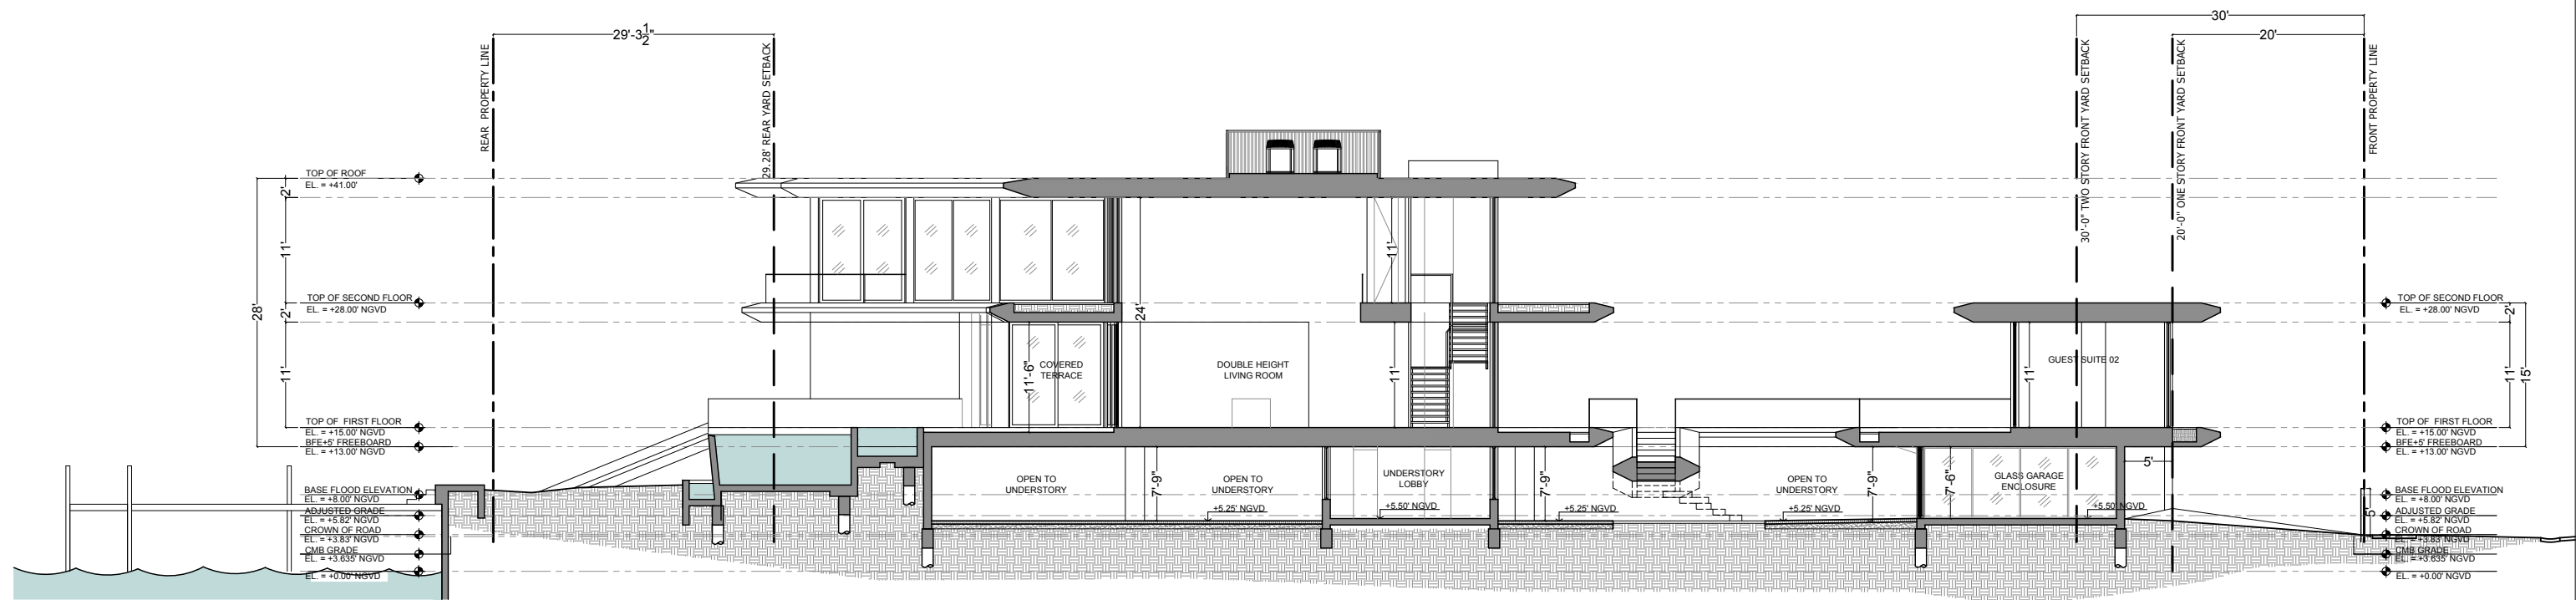 30'
29'-3 1/2"
20'
REAR PROPERTY LINE
29.28' REAR YARD SETBACK
30'-0" TWO STORY FRONT YARD SETBACK
20'-0" ONE STORY FRONT YARD SETBACK
FRONT PROPERTY LINE
TOP OF ROOF
EL. = +41.00'
2'
11'
11'
TOP OF SECOND FLOOR
EL. = +28.00' NGVD
TOP OF SECOND FLOOR
EL. = +28.00' NGVD
28'
2'
24'
2'
COVERED
TERRACE
DOUBLE HEIGHT
LIVING ROOM
GUEST SUITE 02
11'
11'-6"
11'
11'
11'
15'
TOP OF FIRST FLOOR
EL. = +15.00' NGVD
BFE+5' FREEBOARD
EL. = +13.00' NGVD
TOP OF FIRST FLOOR
EL. = +15.00' NGVD
BFE+5' FREEBOARD
EL. = +13.00' NGVD
5'
OPEN TO
UNDERSTORY
7'-9"
OPEN TO
UNDERSTORY
UNDERSTORY
LOBBY
7'-9"
OPEN TO
UNDERSTORY
7'-9"
7'-6"
GLASS GARAGE
ENCLOSURE
+5.25' NGVD
+5.50' NGVD
+5.25' NGVD
+5.25' NGVD
+5.50' NGVD
BASE FLOOD ELEVATION
EL. = +8.00' NGVD
ADJUSTED GRADE
EL. = +5.82' NGVD
CROWN OF ROAD
EL. = +3.83' NGVD
CMB GRADE
EL. = +3.635' NGVD
EL. = +0.00' NGVD
5'
BASE FLOOD ELEVATION
EL. = +8.00' NGVD
ADJUSTED GRADE
EL. = +5.82' NGVD
CROWN OF ROAD
EL. = +3.83' NGVD
CMB GRADE
EL. = +3.635' NGVD
EL. = +0.00' NGVD